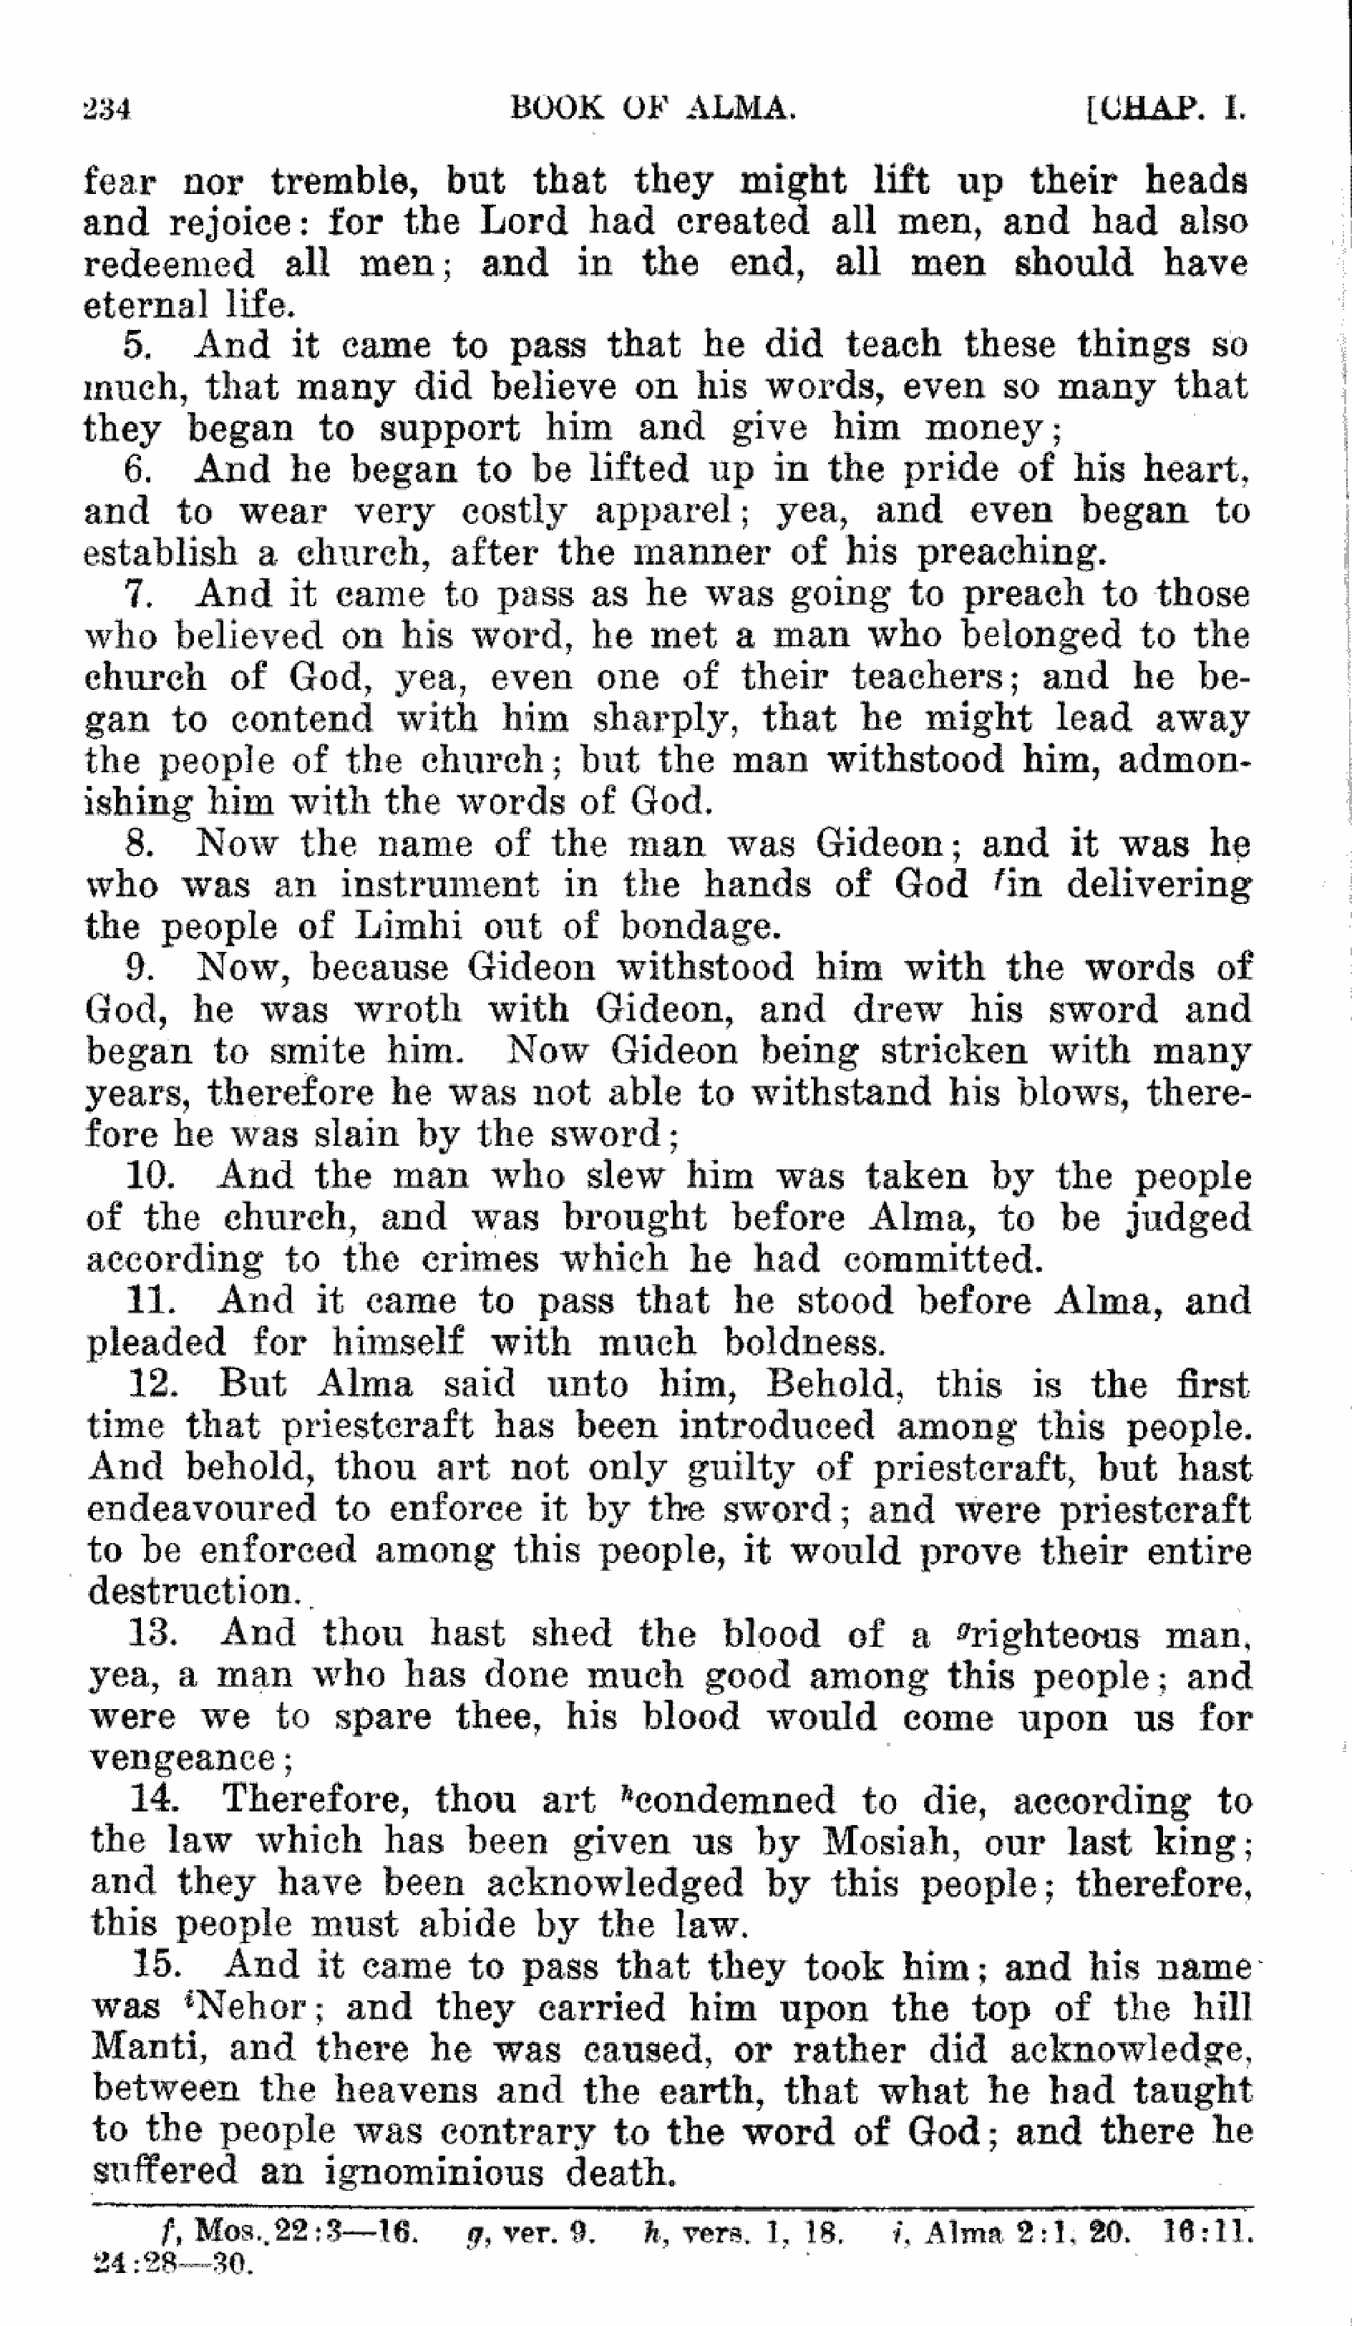 234 BOOK OF ALMA. [CHAP. I.
fear nor tremble, but that they might lift up their heads
and rejoice: for the Lord had created all men, and had also
redeemed all men; and in the end, all men should have
eternal life.
5. And it came to pass that he did teach these things so
much, that many did believe on his words, even so many that
they began to support him and give him money;
6. And he began to be lifted up in the pride of his heart,
and to wear very costly apparel; yea, and even began to
establish a church, after the manner of his preaching.
7. And it came to pass as he was going to preach to those
who believed on his word, he met a man who belonged to the
church of God, yea, even one of their teachers; and he be-
gan to contend with him sharply, that he might lead away
the people of the church; but the man withstood him, admon-
ishing him with the words of God.
8. Now the name of the man was Gideon; and it was he
who was an instrument in the hands of God fin delivering
the people of Limhi out of bondage.
9. Now, because Gideon withstood him with the words of
God, he was wroth with Gideon, and drew his sword and
began to smite him. Now Gideon being stricken with many
years, therefore he was not able to withstand his blows, there-
fore he was slain by the sword;
10. And the man who slew him was taken by the people
of the church, and was brought before Alma, to be judged
according to the crimes which he had committed.
11. And it came to pass that he stood before Alma, and
pleaded for himself with much boldness.
12. But Alma said unto him, Behold, this is the first
time that priestcraft has been introduced among this people.
And behold, thou art not only guilty of priestcraft, but hast
endeavoured to enforce it by the sword; and were priestcraft
to be enforced among this people, it would prove their entire
destruction.
13. And thou hast shed the blood of a grighteous man,
yea, a man who has done much good among this people; and
were we to spare thee, his blood would come upon us for
vengeance;
14. Therefore, thou art hcondemned to die, according to
the law which has been given us by Mosiah, our last king;
and they have been acknowledged by this people; therefore,
this people must abide by the law.
15. And it came to pass that they took him; and his name
was iNehor; and they carried him upon the top of the hill
Manti, and there he was caused, or rather did acknowledge,
between the heavens and the earth, that what he had taught
to the people was contrary to the word of God; and there he
suffered an ignominious death.
f, Mos. 22:3—16. g, ver. 9. h, vers. 1, 18. i, Alma 2:1, 20. 16:11.
24:28—30.